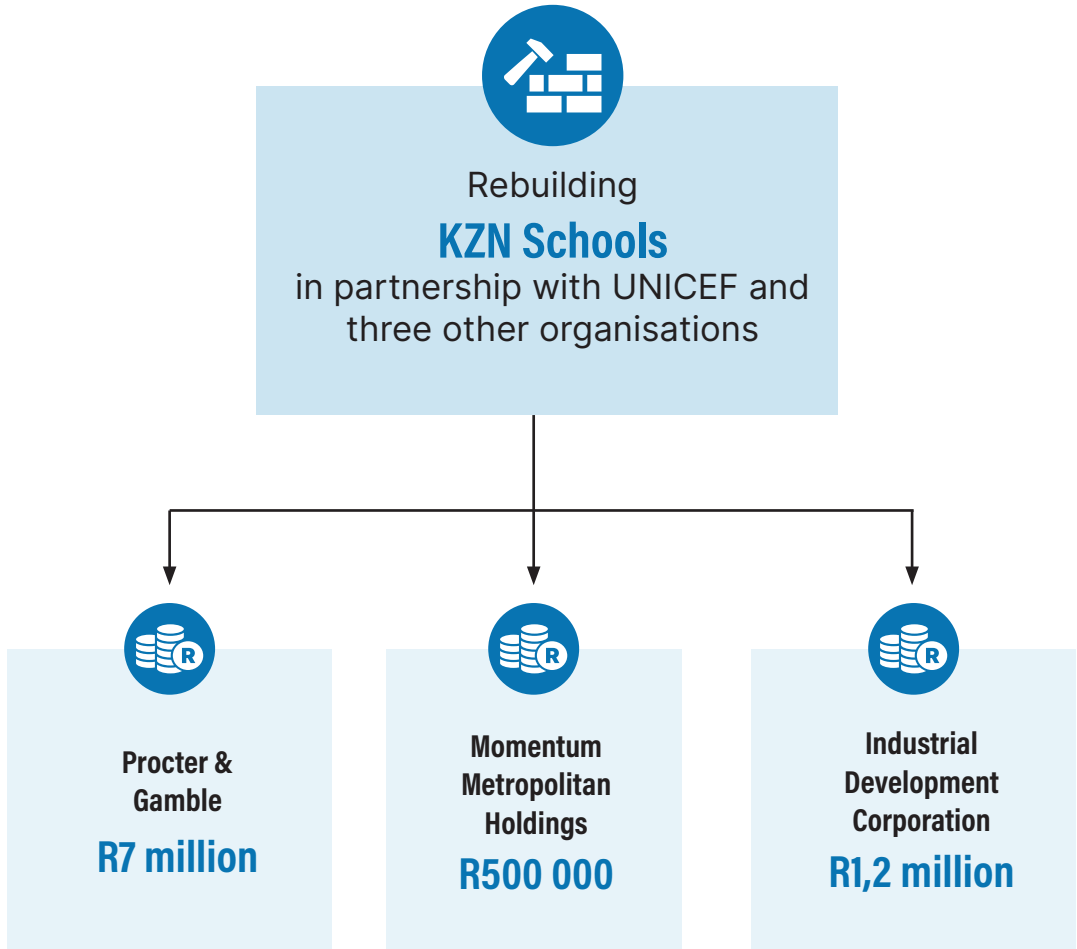 Rebuilding
KZN Schools
in partnership with UNICEF and
three other organisations
R
Procter &
Gamble
R7 million
R
Momentum
Metropolitan
Holdings
R500 000
R
Industrial
Development
Corporation
R1,2 million